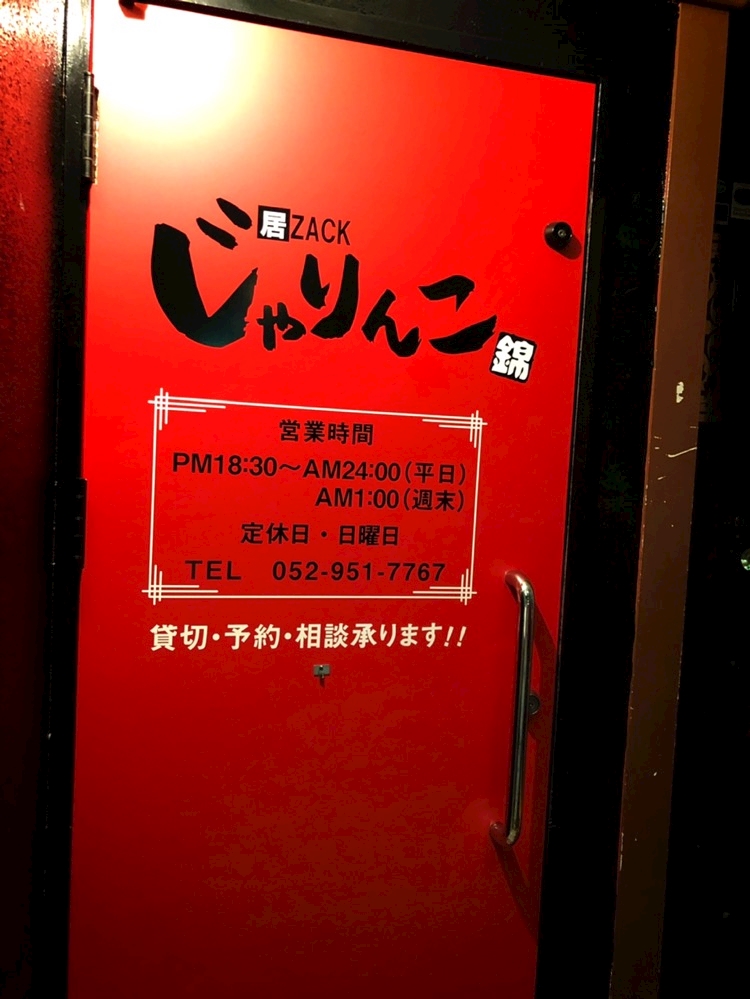 居ZACK
じゃりんこ
錦
営業時間
PM18:30～AM24:00(平日)
AM1:00(週末)
定休日・日曜日
TEL 052-951-7767
貸切・予約・相談承ります!!